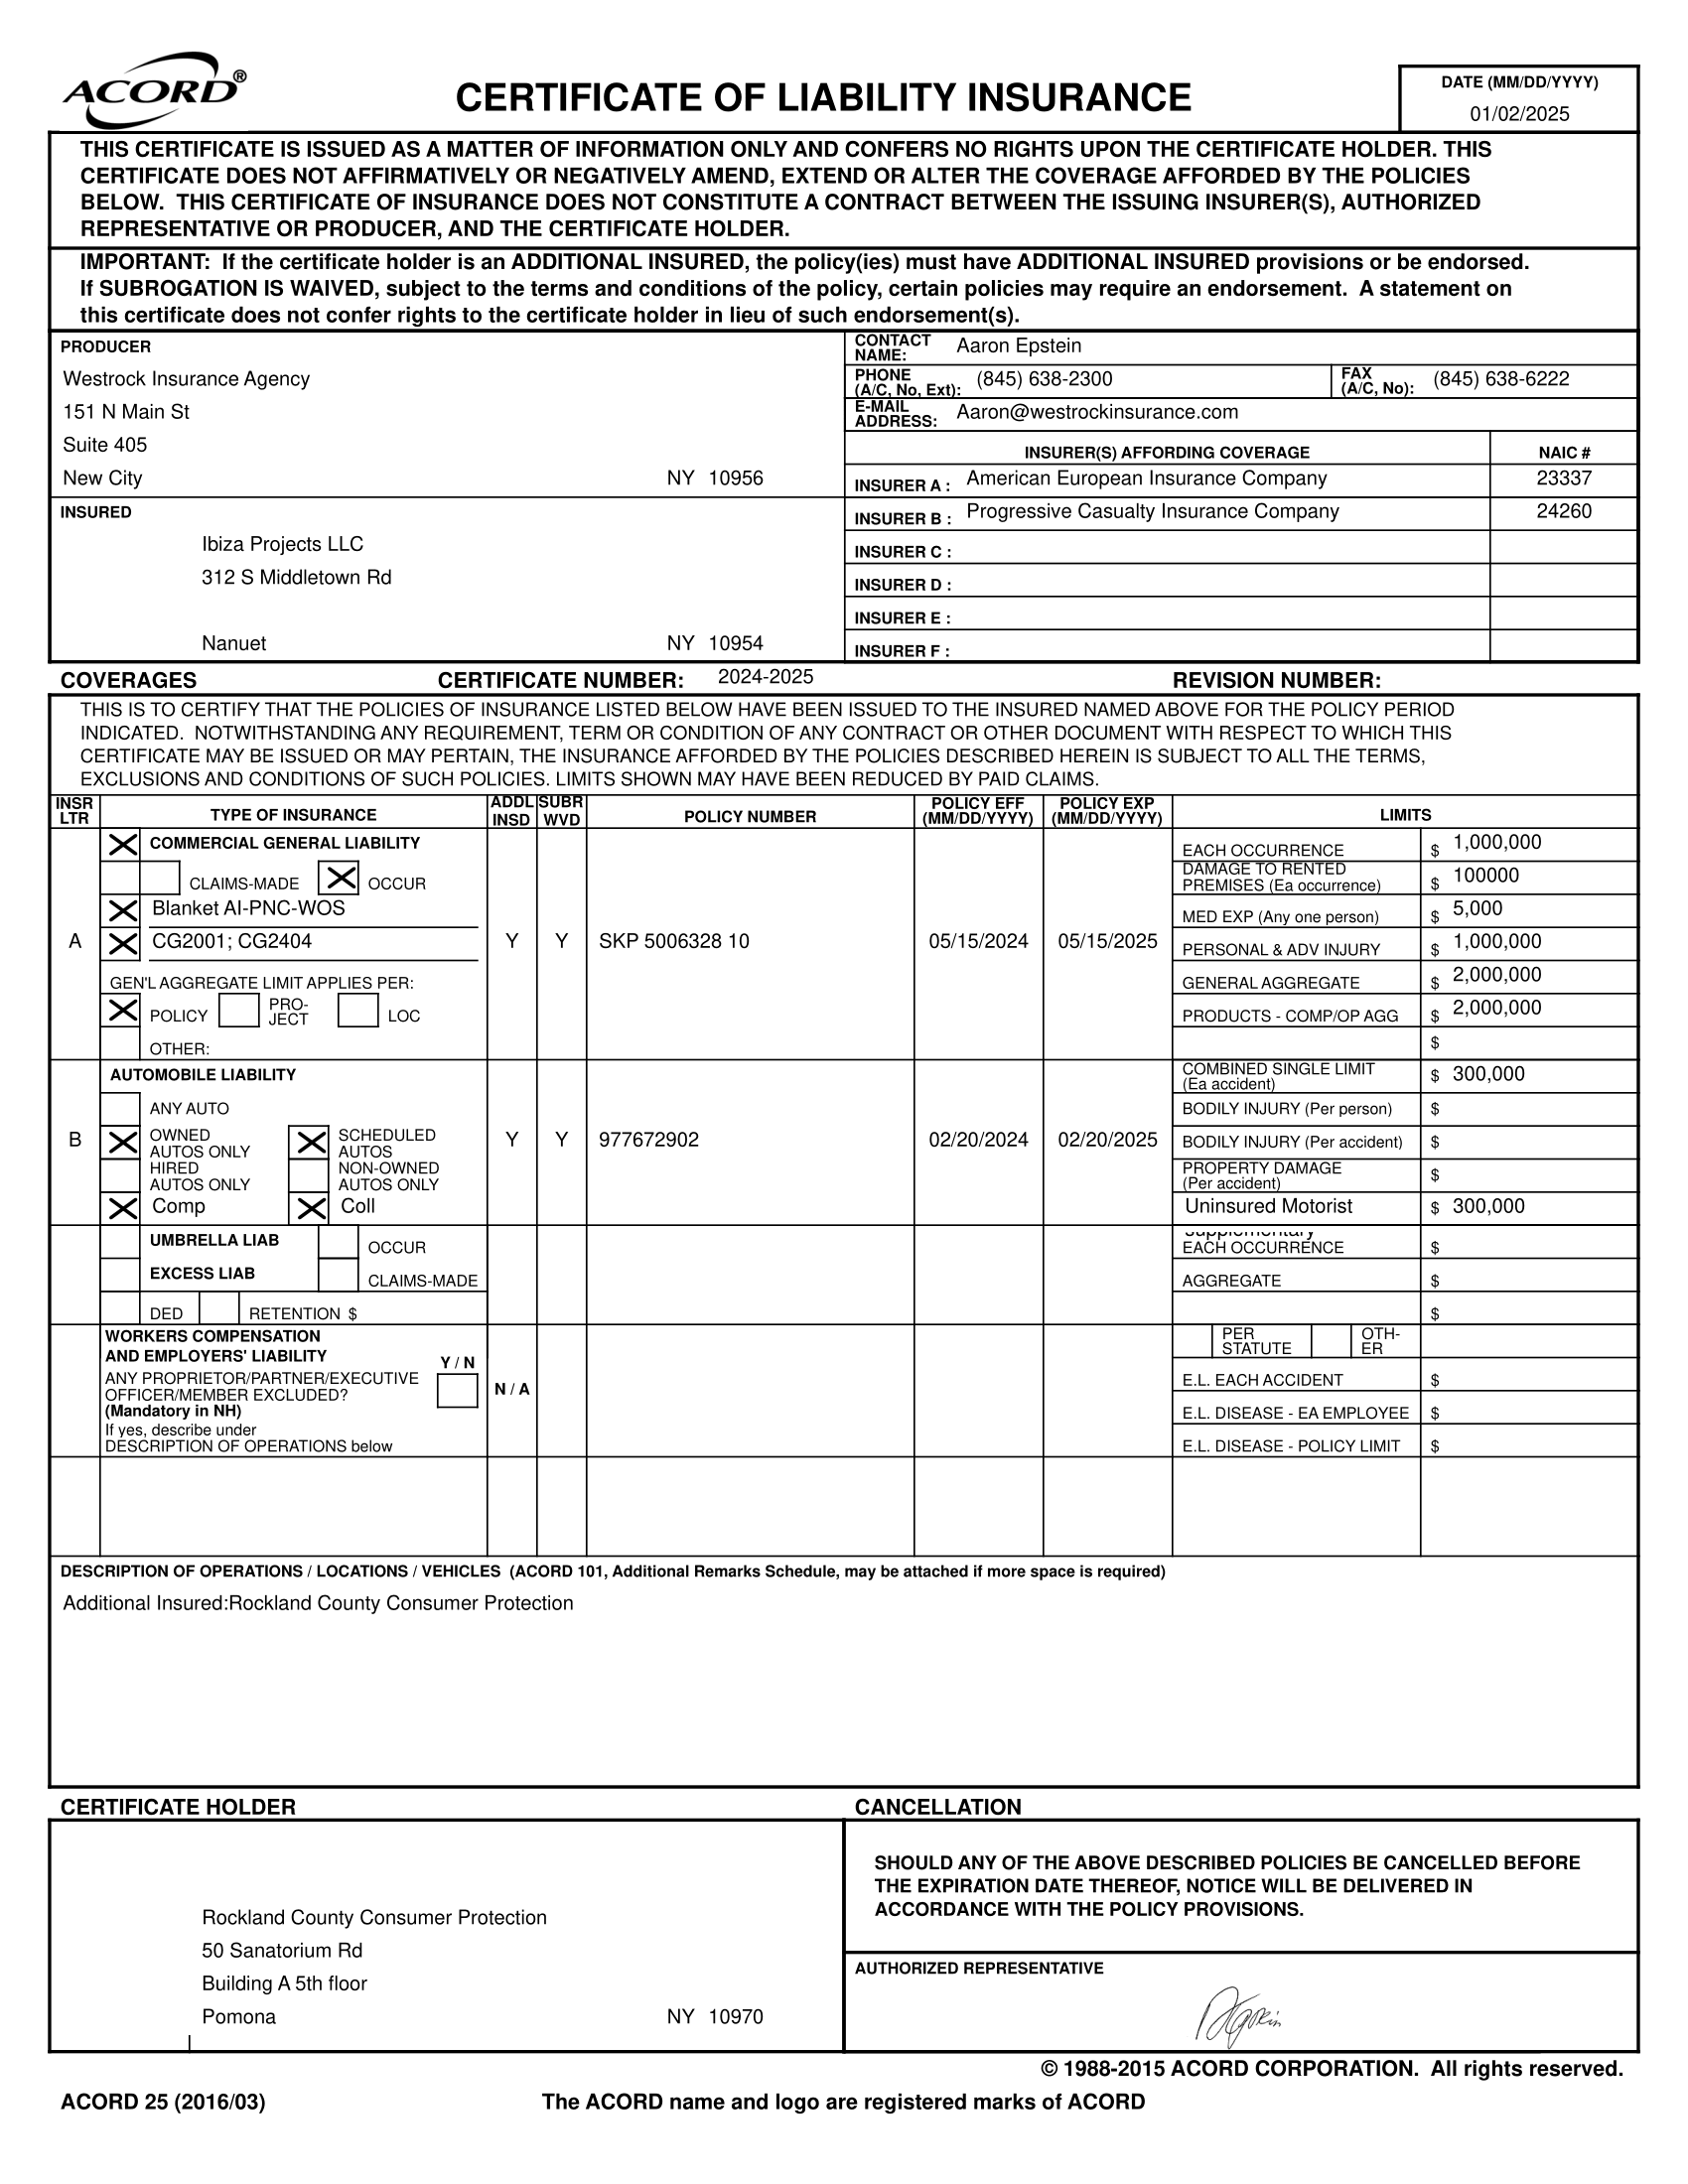 ACORD®
CERTIFICATE OF LIABILITY INSURANCE
DATE (MM/DD/YYYY)
01/02/2025
THIS CERTIFICATE IS ISSUED AS A MATTER OF INFORMATION ONLY AND CONFERS NO RIGHTS UPON THE CERTIFICATE HOLDER. THIS
CERTIFICATE DOES NOT AFFIRMATIVELY OR NEGATIVELY AMEND, EXTEND OR ALTER THE COVERAGE AFFORDED BY THE POLICIES
BELOW. THIS CERTIFICATE OF INSURANCE DOES NOT CONSTITUTE A CONTRACT BETWEEN THE ISSUING INSURER(S), AUTHORIZED
REPRESENTATIVE OR PRODUCER, AND THE CERTIFICATE HOLDER.
IMPORTANT: If the certificate holder is an ADDITIONAL INSURED, the policy(ies) must have ADDITIONAL INSURED provisions or be endorsed.
If SUBROGATION IS WAIVED, subject to the terms and conditions of the policy, certain policies may require an endorsement. A statement on
this certificate does not confer rights to the certificate holder in lieu of such endorsement(s).
PRODUCER
Westrock Insurance Agency
151 N Main St
Suite 405
New City NY 10956
CONTACT NAME: Aaron Epstein
PHONE (A/C, No, Ext): (845) 638-2300
FAX (A/C, No): (845) 638-6222
E-MAIL ADDRESS: Aaron@westrockinsurance.com
INSURER(S) AFFORDING COVERAGE NAIC #
INSURER A : American European Insurance Company 23337
INSURED
Ibiza Projects LLC
312 S Middletown Rd
Nanuet NY 10954
INSURER B : Progressive Casualty Insurance Company 24260
INSURER C :
INSURER D :
INSURER E :
INSURER F :
COVERAGES CERTIFICATE NUMBER: 2024-2025 REVISION NUMBER:
THIS IS TO CERTIFY THAT THE POLICIES OF INSURANCE LISTED BELOW HAVE BEEN ISSUED TO THE INSURED NAMED ABOVE FOR THE POLICY PERIOD
INDICATED. NOTWITHSTANDING ANY REQUIREMENT, TERM OR CONDITION OF ANY CONTRACT OR OTHER DOCUMENT WITH RESPECT TO WHICH THIS
CERTIFICATE MAY BE ISSUED OR MAY PERTAIN, THE INSURANCE AFFORDED BY THE POLICIES DESCRIBED HEREIN IS SUBJECT TO ALL THE TERMS,
EXCLUSIONS AND CONDITIONS OF SUCH POLICIES. LIMITS SHOWN MAY HAVE BEEN REDUCED BY PAID CLAIMS.
INSR LTR TYPE OF INSURANCE ADDL INSD SUBR WVD POLICY NUMBER POLICY EFF (MM/DD/YYYY) POLICY EXP (MM/DD/YYYY) LIMITS
COMMERCIAL GENERAL LIABILITY
CLAIMS-MADE OCCUR
Blanket AI-PNC-WOS
A CG2001; CG2404 Y Y SKP 5006328 10 05/15/2024 05/15/2025
GEN'L AGGREGATE LIMIT APPLIES PER:
POLICY PRO-JECT LOC
OTHER:
EACH OCCURRENCE $ 1,000,000
DAMAGE TO RENTED PREMISES (Ea occurrence) $ 100000
MED EXP (Any one person) $ 5,000
PERSONAL & ADV INJURY $ 1,000,000
GENERAL AGGREGATE $ 2,000,000
PRODUCTS - COMP/OP AGG $ 2,000,000
$
AUTOMOBILE LIABILITY
ANY AUTO
B OWNED AUTOS ONLY SCHEDULED AUTOS Y Y 977672902 02/20/2024 02/20/2025
HIRED AUTOS ONLY NON-OWNED AUTOS ONLY
Comp Coll
COMBINED SINGLE LIMIT (Ea accident) $ 300,000
BODILY INJURY (Per person) $
BODILY INJURY (Per accident) $
PROPERTY DAMAGE (Per accident) $
Uninsured Motorist $ 300,000
supplementary
UMBRELLA LIAB OCCUR
EXCESS LIAB CLAIMS-MADE
DED RETENTION $
EACH OCCURRENCE $
AGGREGATE $
$
WORKERS COMPENSATION
AND EMPLOYERS' LIABILITY Y / N
ANY PROPRIETOR/PARTNER/EXECUTIVE
OFFICER/MEMBER EXCLUDED? N / A
(Mandatory in NH)
If yes, describe under
DESCRIPTION OF OPERATIONS below
PER STATUTE OTH-ER
E.L. EACH ACCIDENT $
E.L. DISEASE - EA EMPLOYEE $
E.L. DISEASE - POLICY LIMIT $
DESCRIPTION OF OPERATIONS / LOCATIONS / VEHICLES (ACORD 101, Additional Remarks Schedule, may be attached if more space is required)
Additional Insured:Rockland County Consumer Protection
CERTIFICATE HOLDER
Rockland County Consumer Protection
50 Sanatorium Rd
Building A 5th floor
Pomona NY 10970
CANCELLATION
SHOULD ANY OF THE ABOVE DESCRIBED POLICIES BE CANCELLED BEFORE
THE EXPIRATION DATE THEREOF, NOTICE WILL BE DELIVERED IN
ACCORDANCE WITH THE POLICY PROVISIONS.
AUTHORIZED REPRESENTATIVE
© 1988-2015 ACORD CORPORATION. All rights reserved.
ACORD 25 (2016/03) The ACORD name and logo are registered marks of ACORD